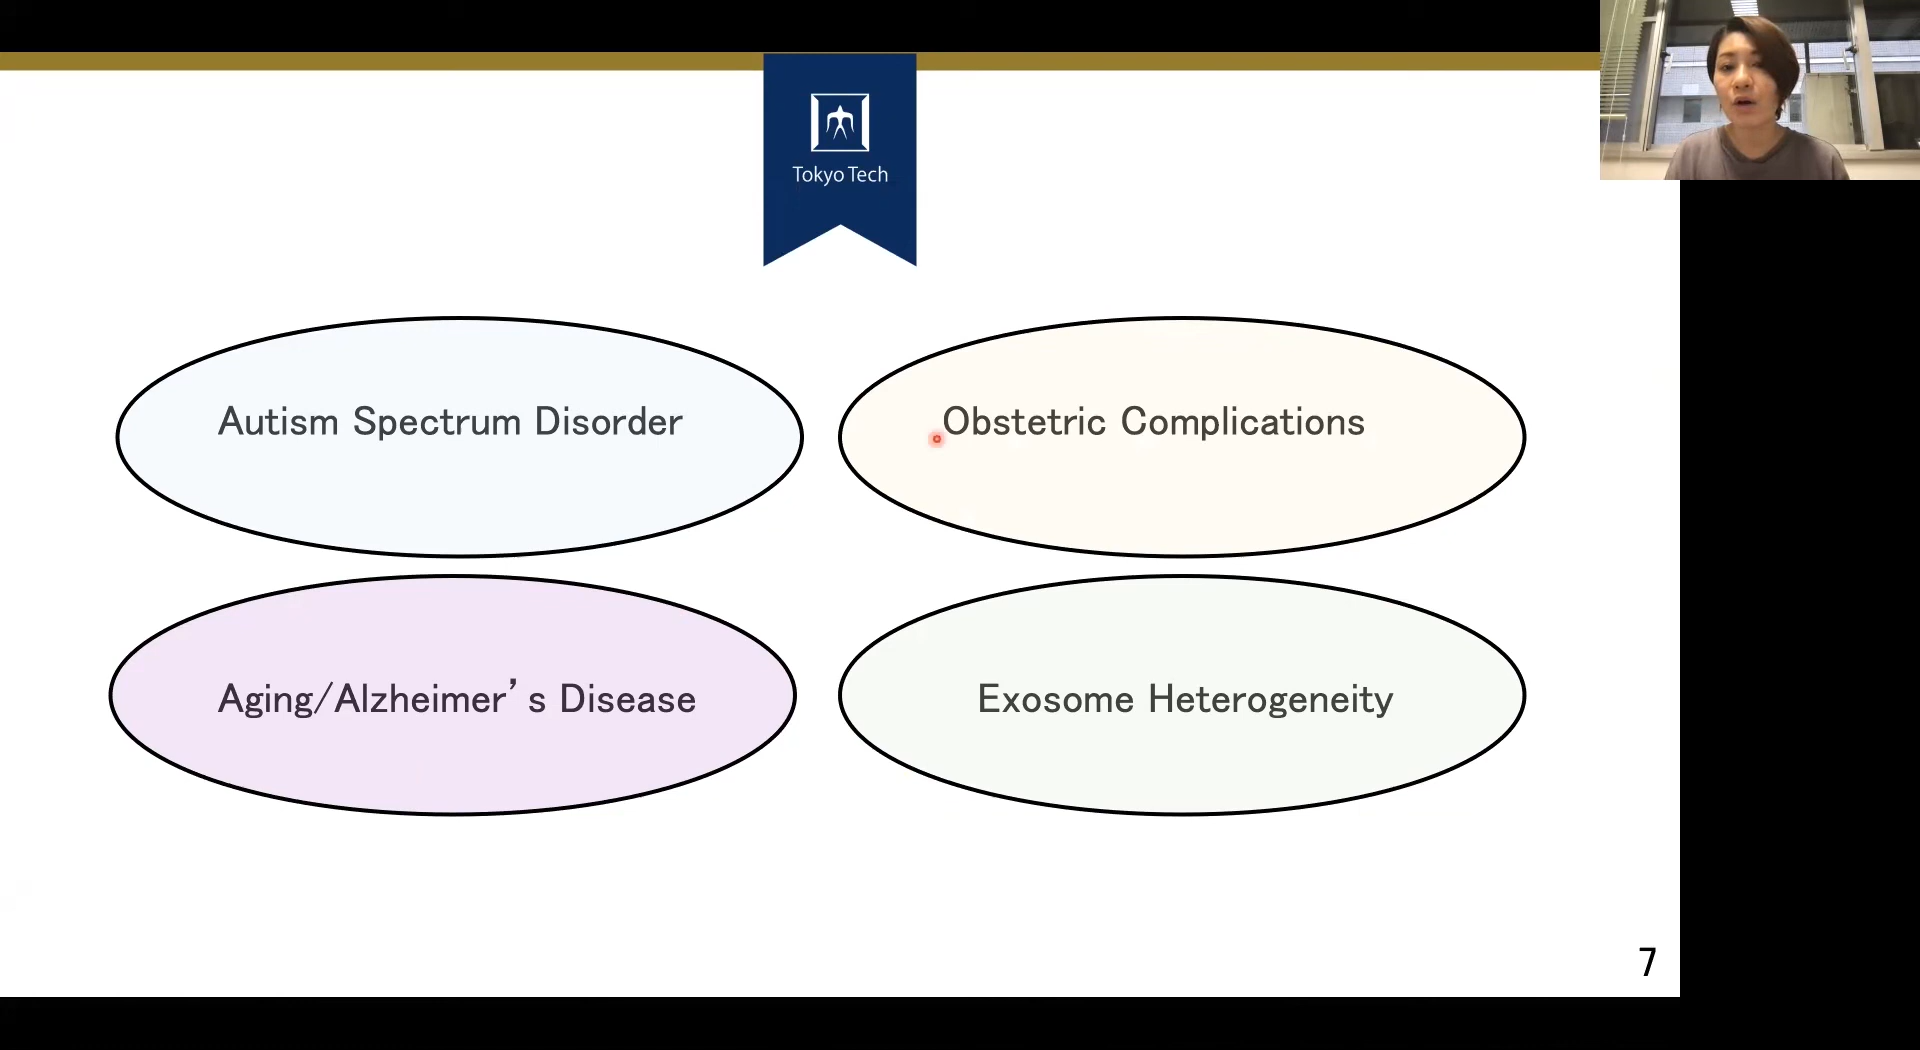 Tokyo Tech
Autism Spectrum Disorder
Obstetric Complications
Aging/Alzheimer’s Disease
Exosome Heterogeneity
7